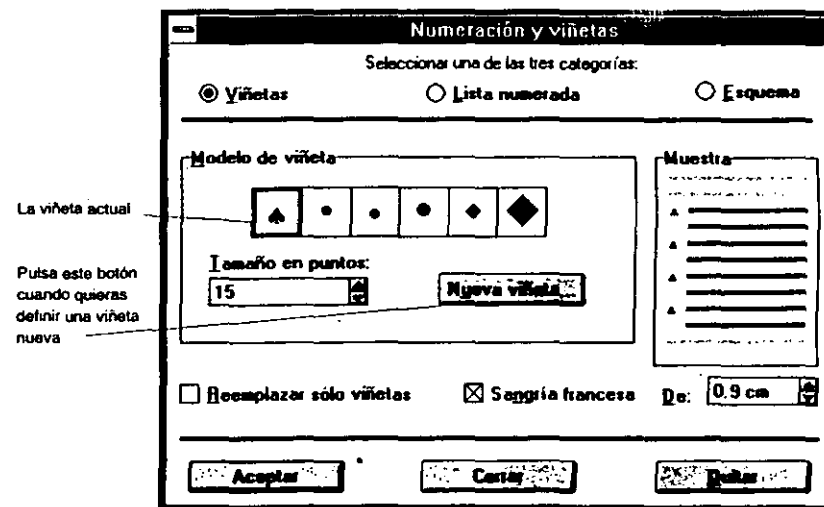 Numeración y viñetas
Seleccionar una de las tres categorías:
Viñetas Lista numerada Esquema
Modelo de viñeta Muestra
La viñeta actual
Tamaño en puntos:
15 Nueva viñeta
Pulsa este botón
cuando quieras
definir una viñeta
nueva
Reemplazar sólo viñetas Sangría francesa De: 0.9 cm
Aceptar Cerrar Quitar